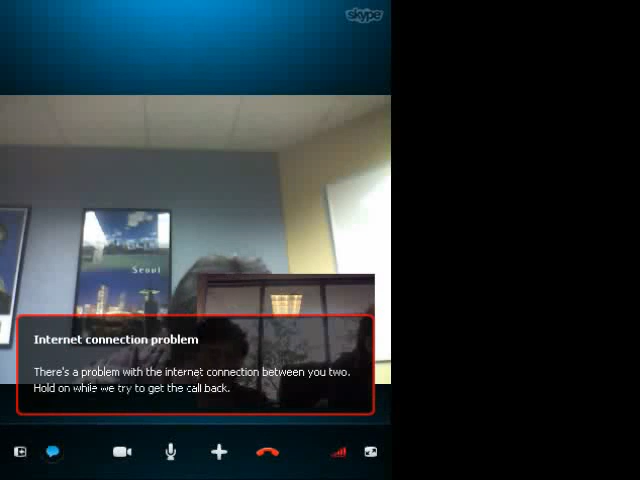 skype
Seoul
Internet connection problem
There's a problem with the internet connection between you two.
Hold on while we try to get the call back.